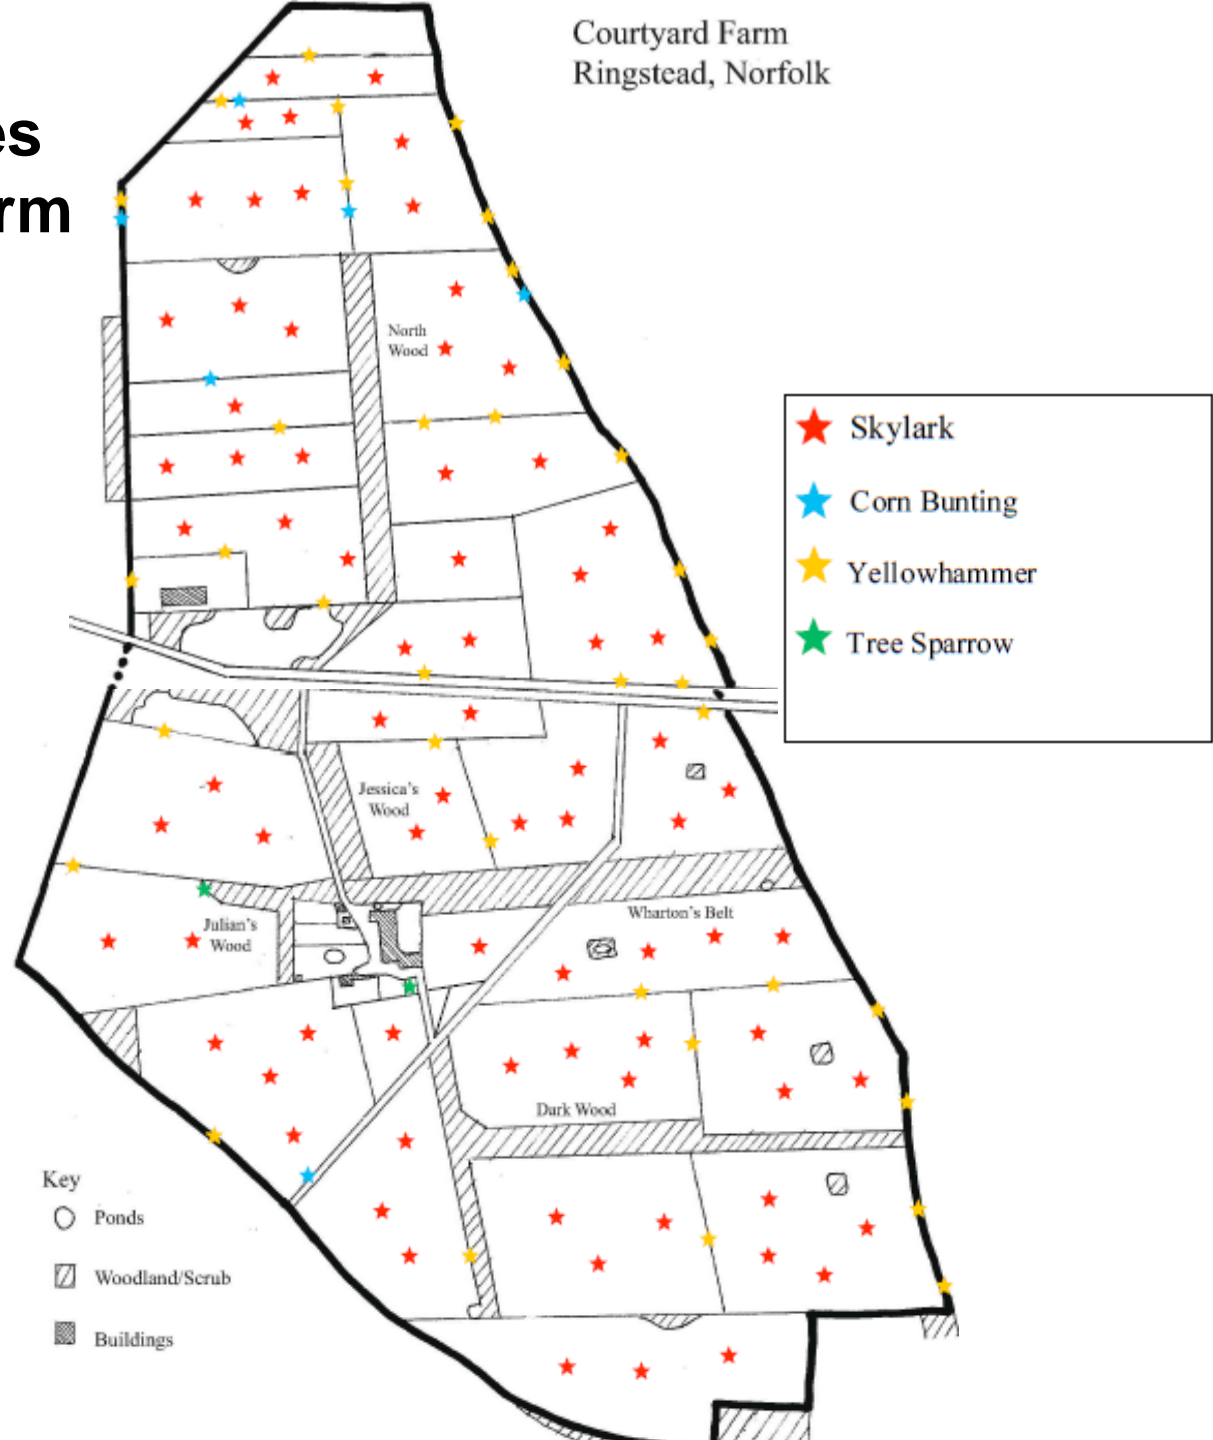 Courtyard Farm
Ringstead, Norfolk
es
rm
North
Wood
Skylark
Corn Bunting
Yellowhammer
Tree Sparrow
Jessica's
Wood
Julian's
Wood
Wharton's Belt
Dark Wood
Key
Ponds
Woodland/Scrub
Buildings